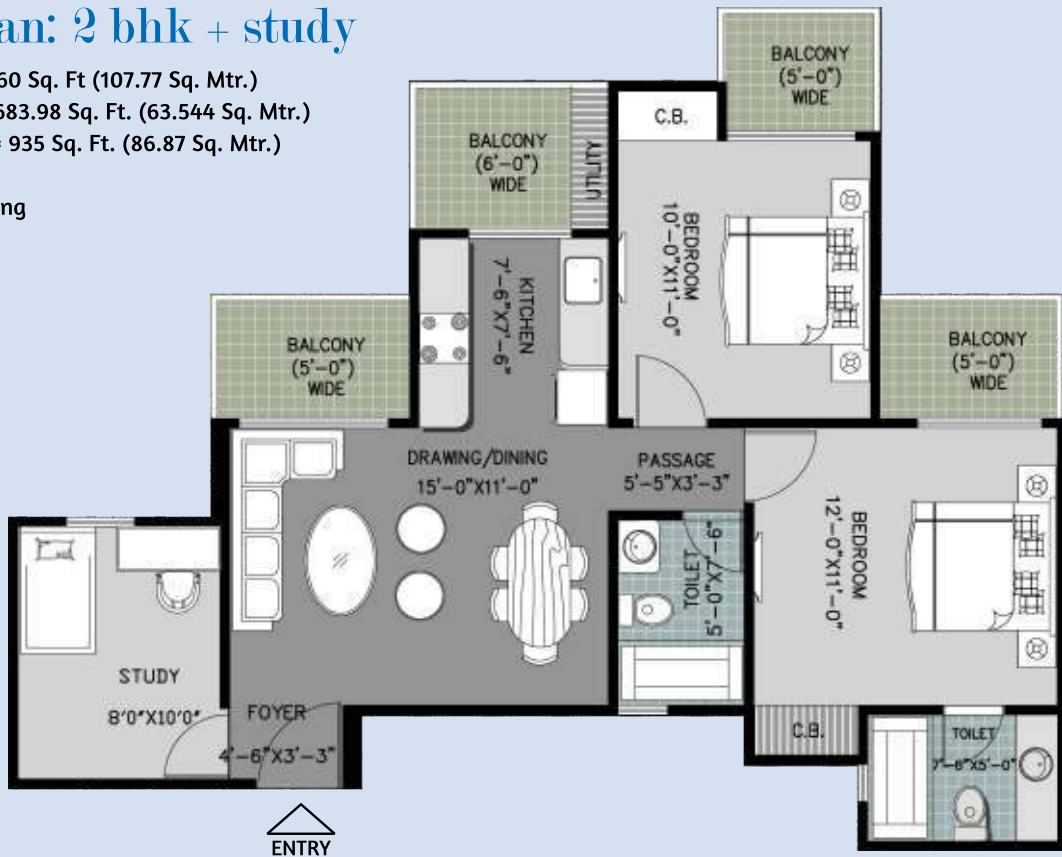 an: 2 bhk + study
60 Sq. Ft (107.77 Sq. Mtr.)
683.98 Sq. Ft. (63.544 Sq. Mtr.)
935 Sq. Ft. (86.87 Sq. Mtr.)
ng
BALCONY
(5'-0")
WIDE
C.B.
BALCONY
(6'-0")
WIDE
UTILITY
BEDROOM
10'-0"X11'-0"
KITCHEN
7'-6"X7'-6"
BALCONY
(5'-0")
WIDE
BALCONY
(5'-0")
WIDE
DRAWING/DINING
15'-0"X11'-0"
PASSAGE
5'-5"X3'-3"
BEDROOM
12'-0"X11'-0"
TOILET
5'-0"X7'-6"
STUDY
8'0"X10'0"
FOYER
4'-6"X3'-3"
C.B.
TOILET
7'-6"X5'-0"
ENTRY